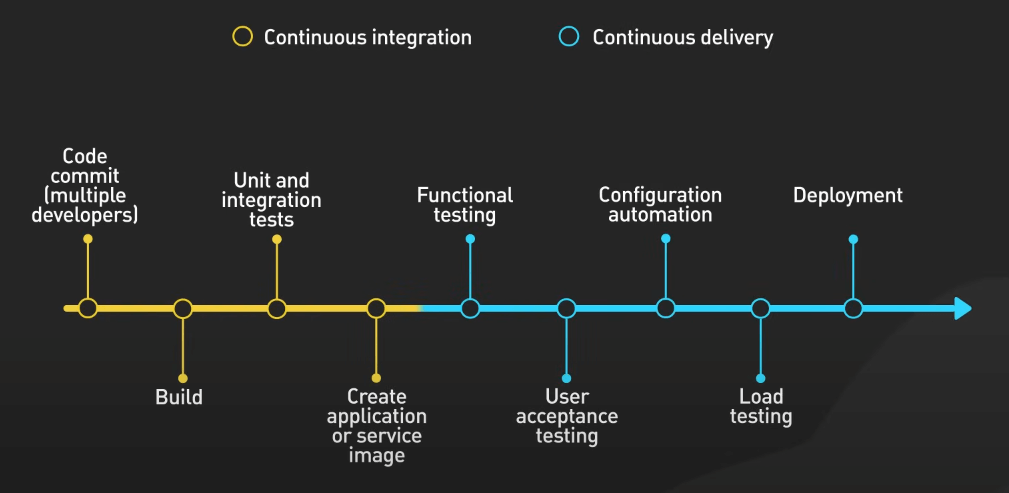 Continuous integration
Continuous delivery
Code
commit
(multiple
developers)
Build
Unit and
integration
tests
Create
application
or service
image
Functional
testing
User
acceptance
testing
Configuration
automation
Load
testing
Deployment